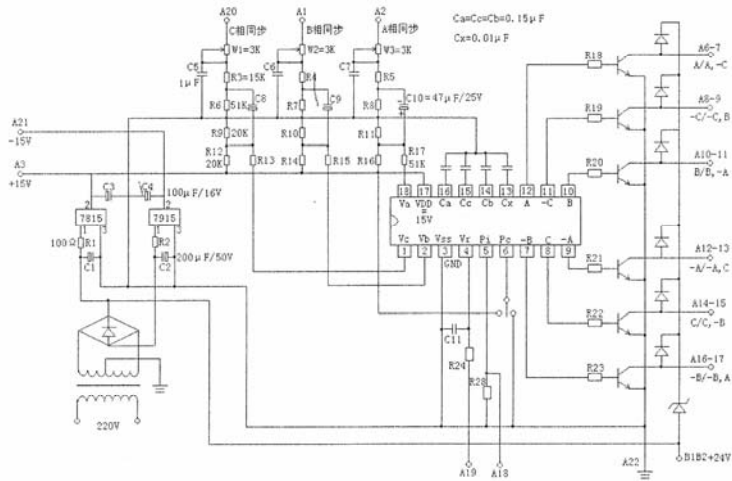 A20
A1
A2
C相同步
B相同步
A相同步
Ca=Cc=Cb=0.15μF
Cx=0.01μF
W1=3K
W2=3K
W3=3K
C5
1μF
C6
C7
R3=15K
R4
R5
R6
51K
C8
R7
C9
R8
C10=47μF/25V
R9
20K
R10
R11
R12
20K
R13
R14
R15
R16
R17
51K
A21
-15V
A3
+15V
C3
C4
100μF/16V
2
7815
1
3
2
7915
1
3
100Ω
R1
C1
R2
C2
200μF/50V
220V
18
17
16
15
14
13
12
11
10
Va
VDD
=
15V
Ca
Cc
Cb
Cx
A
-C
B
Vc
Vb
Vss
Vr
Pi
Pc
-B
C
-A
1
2
3
4
5
6
7
8
9
GND
C11
R24
R28
A19
A18
R18
R19
R20
R21
R22
R23
A6-7
A/A,-C
A8-9
-C/-C,B
A10-11
B/B,-A
A12-13
-A/-A,C
A14-15
C/C,-B
A16-17
-B/-B,A
A22
B1B2+24V